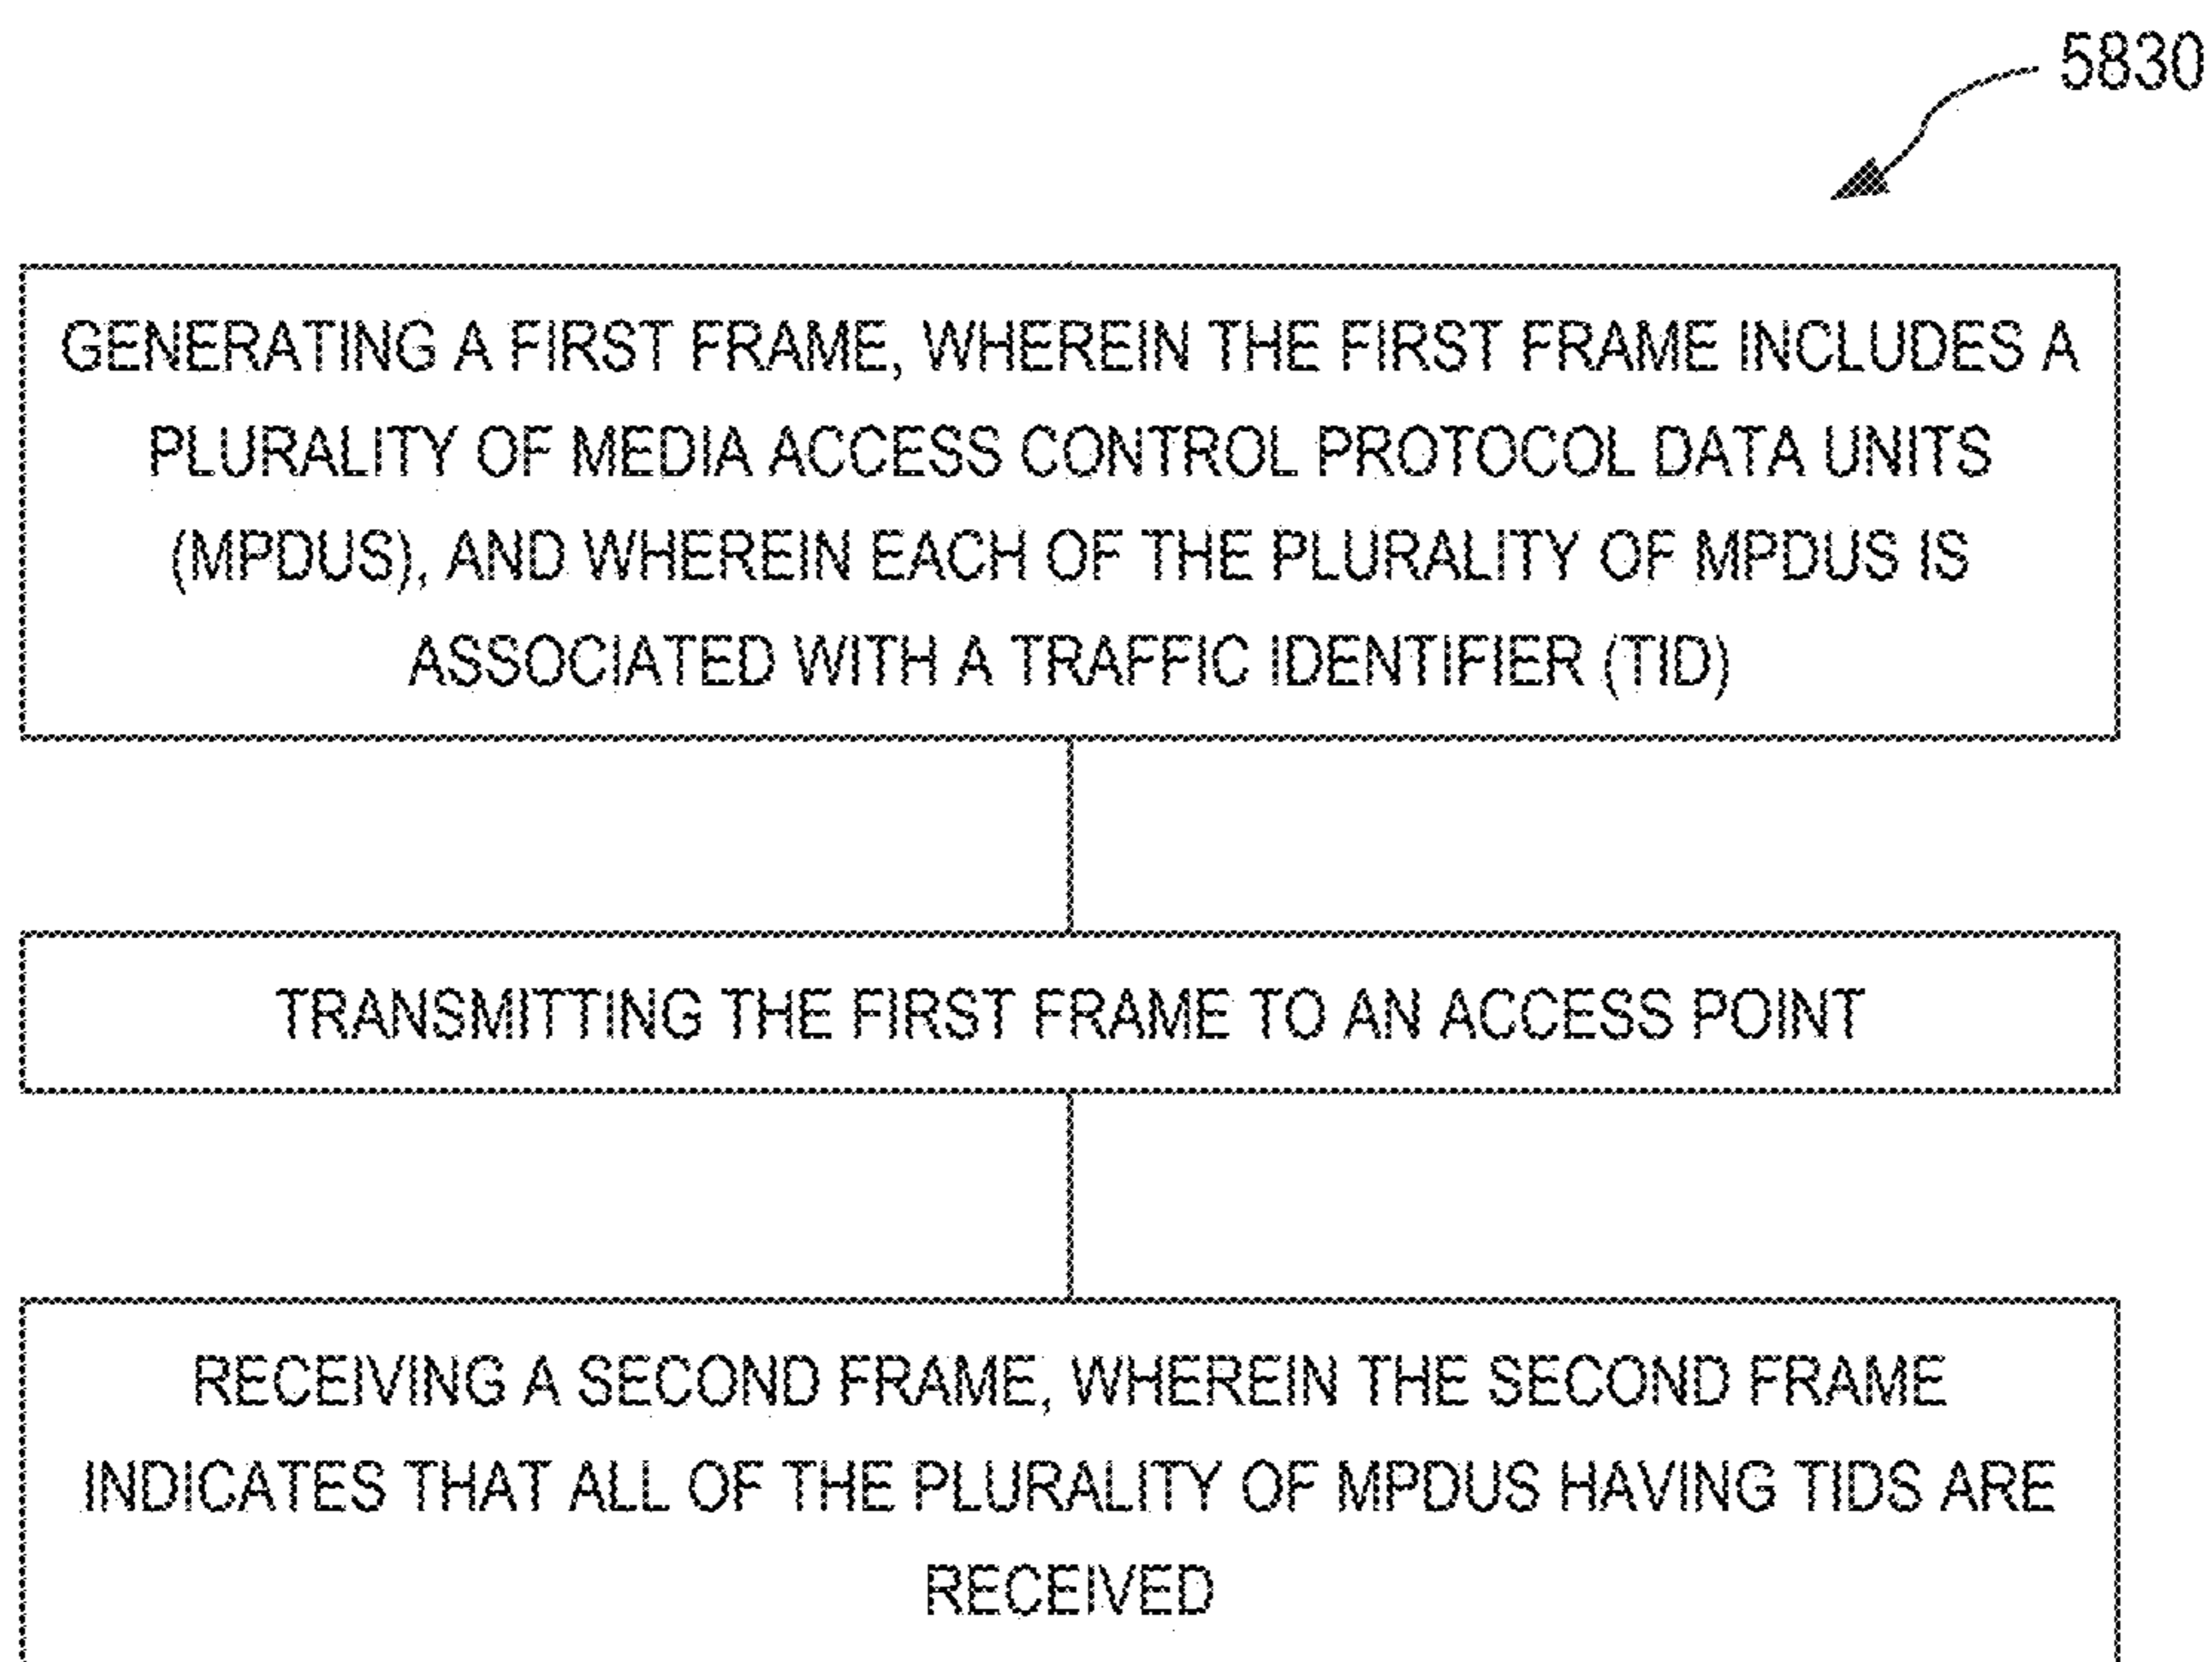 5830
GENERATING A FIRST FRAME, WHEREIN THE FIRST FRAME INCLUDES A
PLURALITY OF MEDIA ACCESS CONTROL PROTOCOL DATA UNITS
(MPDUS), AND WHEREIN EACH OF THE PLURALITY OF MPDUS IS
ASSOCIATED WITH A TRAFFIC IDENTIFIER (TID)
TRANSMITTING THE FIRST FRAME TO AN ACCESS POINT
RECEIVING A SECOND FRAME, WHEREIN THE SECOND FRAME
INDICATES THAT ALL OF THE PLURALITY OF MPDUS HAVING TIDS ARE
RECEIVED